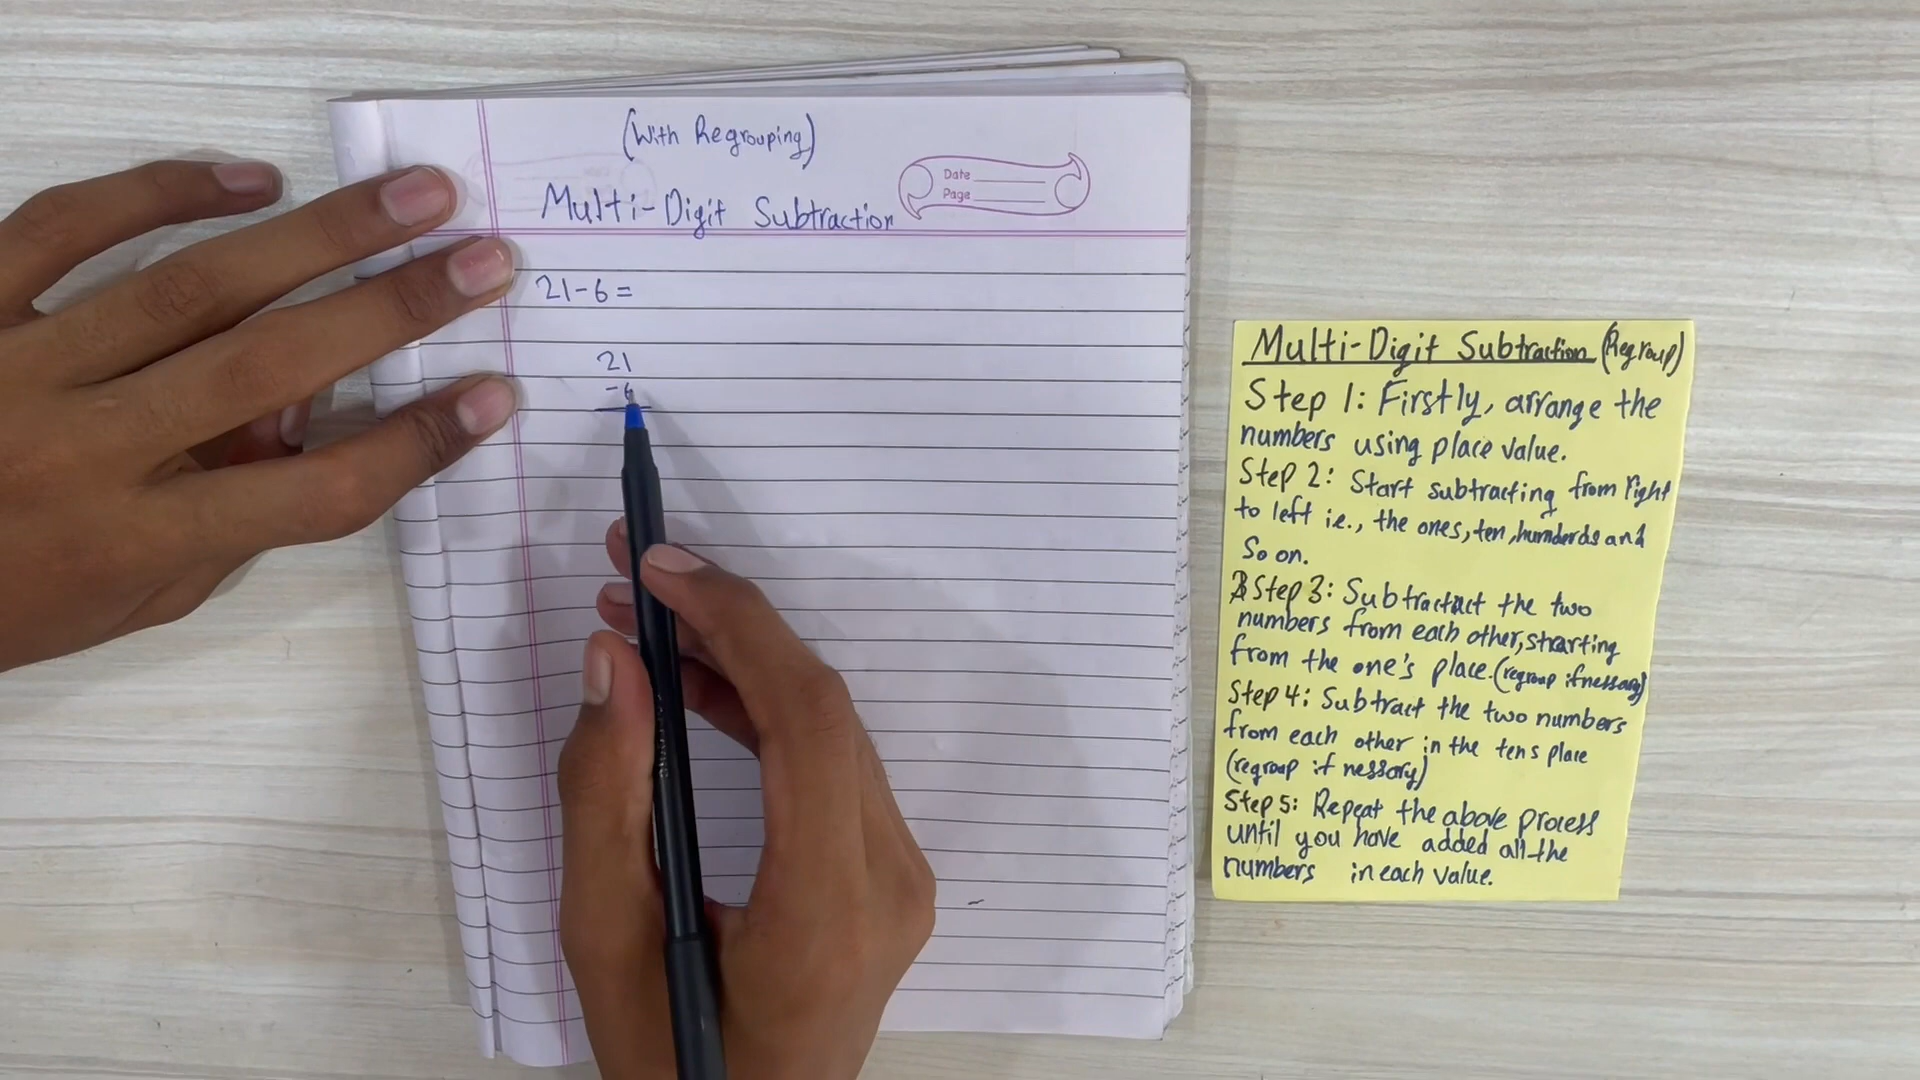 (With Regrouping)
Date
Page
Multi-Digit Subtraction
21-6=
21
-6
Multi-Digit Subtraction (Regroup)
Step 1: Firstly, arrange the
numbers using place value.
Step 2: Start subtracting from right
to left i.e., the ones, ten, humderds and
So on.
Step 3: Subtractact the two
numbers from each other, strarting
from the one's place. (regroup if nessary)
Step 4: Subtract the two numbers
from each other in the tens place
(regroup if nessory)
Step 5: Repeat the above process
until you have added all the
numbers in each value.